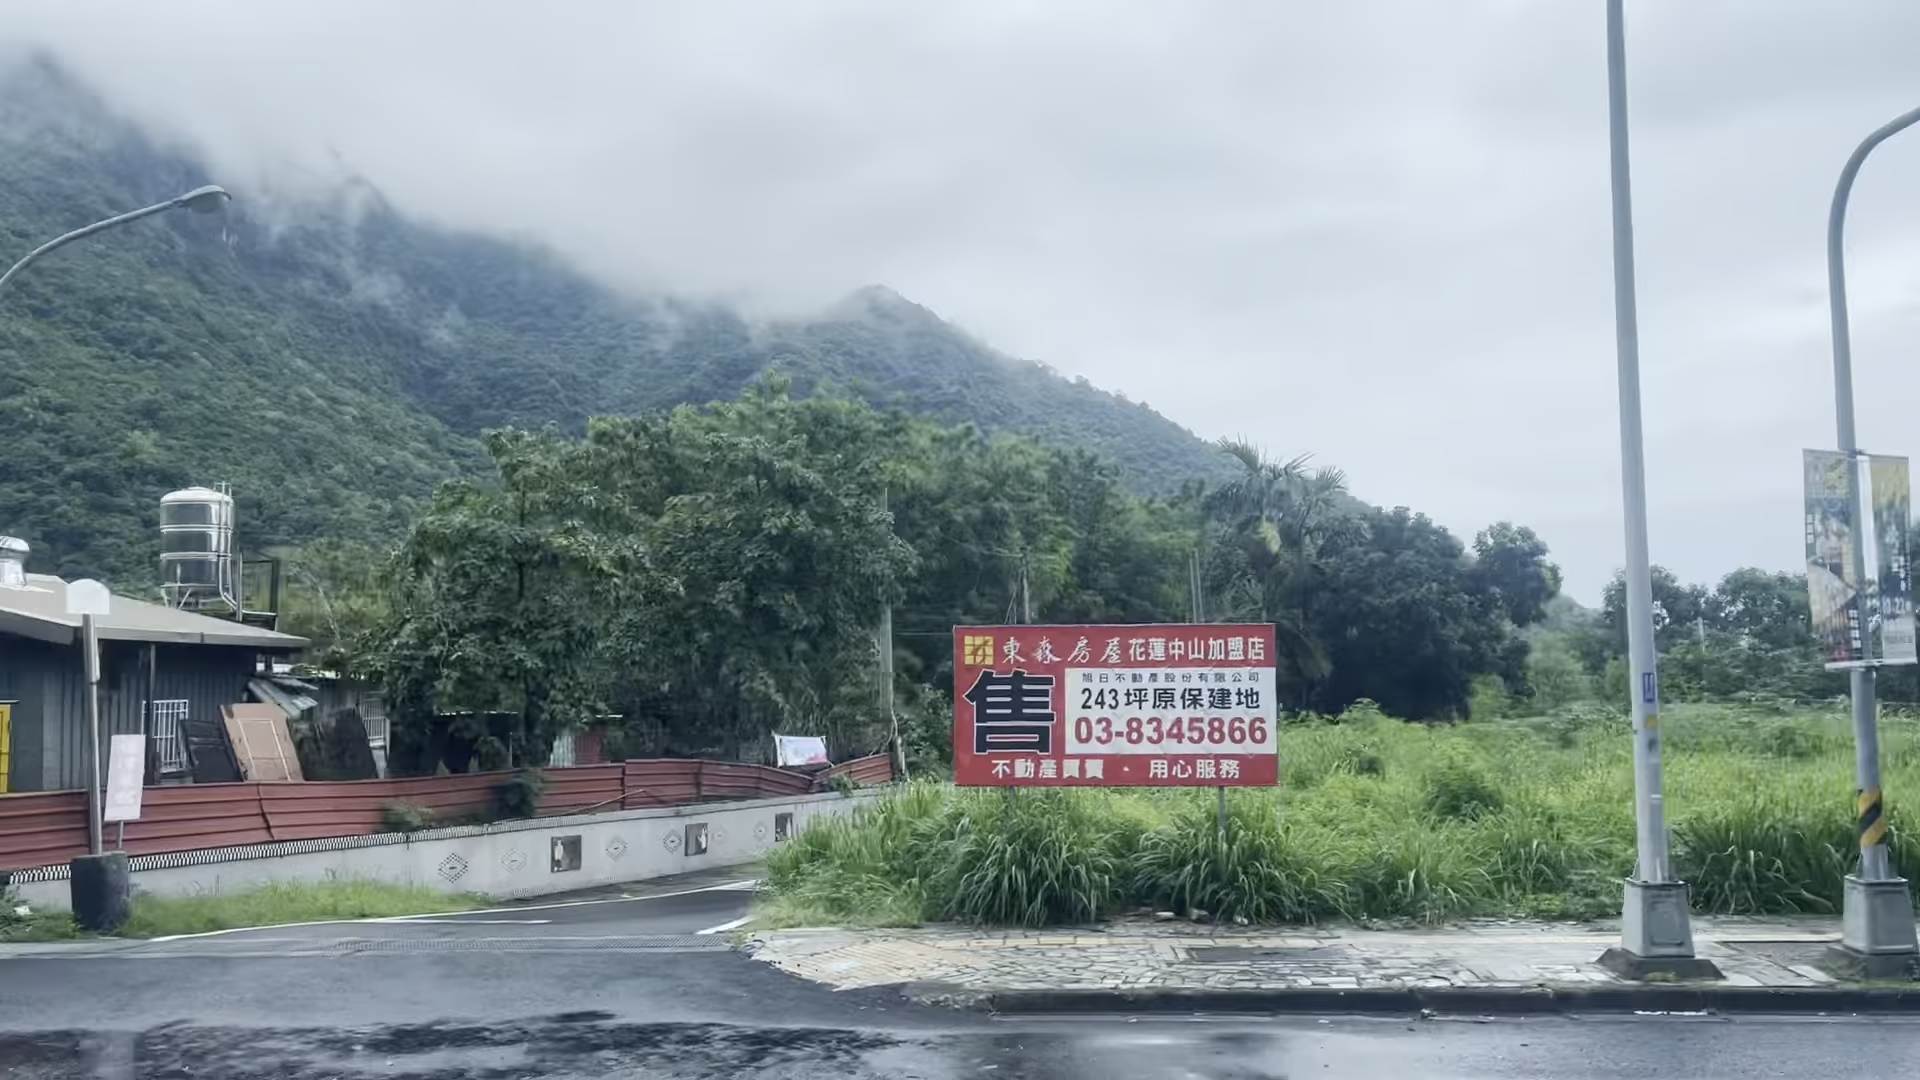 東森房屋 花蓮中山加盟店
售
旭日不動產股份有限公司
243坪原保建地
03-8345866
不動產買賣 · 用心服務